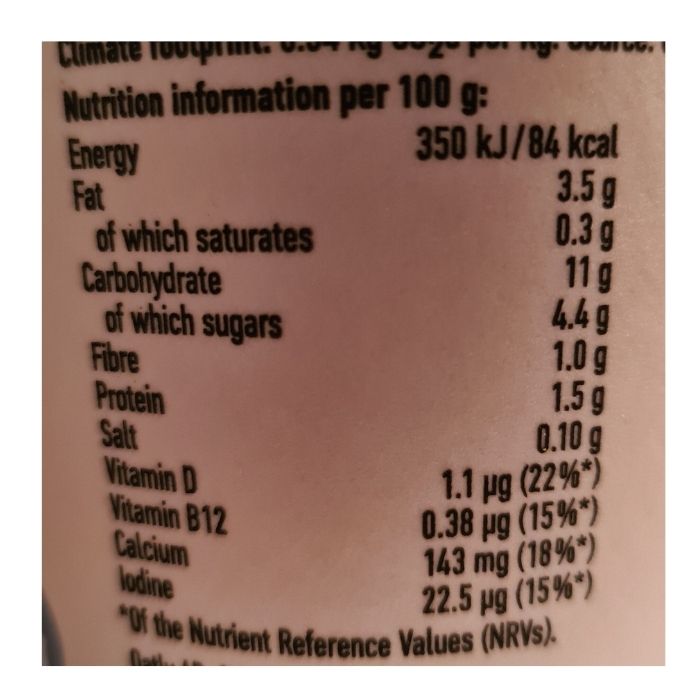 Climate footprint:
Nutrition information per 100 g:
Energy 350 kJ/84 kcal
Fat 3.5 g
of which saturates 0.3 g
Carbohydrate 11 g
of which sugars 4.4 g
Fibre 1.0 g
Protein 1.5 g
Salt 0.10 g
Vitamin D 1.1 µg (22%*)
Vitamin B12 0.38 µg (15%*)
Calcium 143 mg (18%*)
Iodine 22.5 µg (15%*)
*Of the Nutrient Reference Values (NRVs).